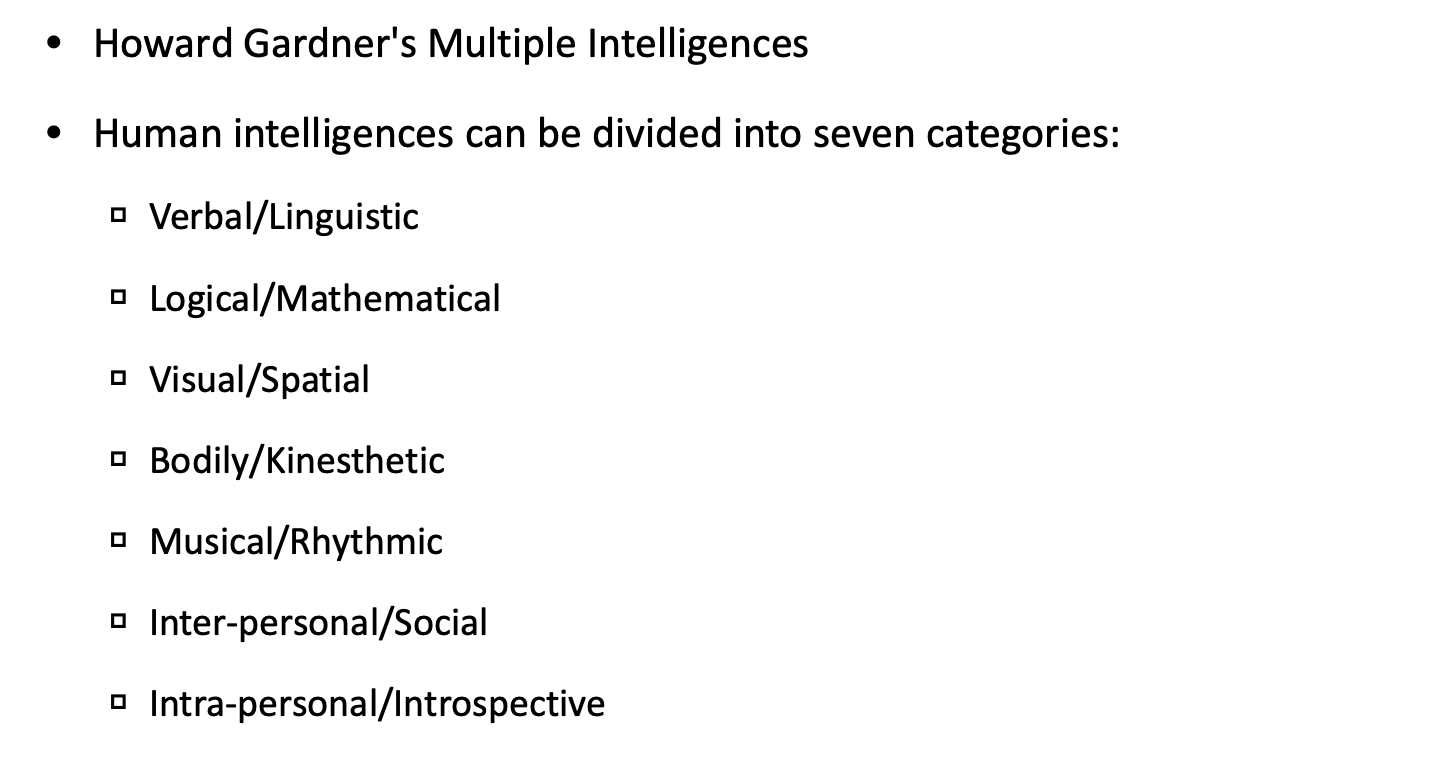 • Howard Gardner's Multiple Intelligences
• Human intelligences can be divided into seven categories:
▫ Verbal/Linguistic
▫ Logical/Mathematical
▫ Visual/Spatial
▫ Bodily/Kinesthetic
▫ Musical/Rhythmic
▫ Inter-personal/Social
▫ Intra-personal/Introspective